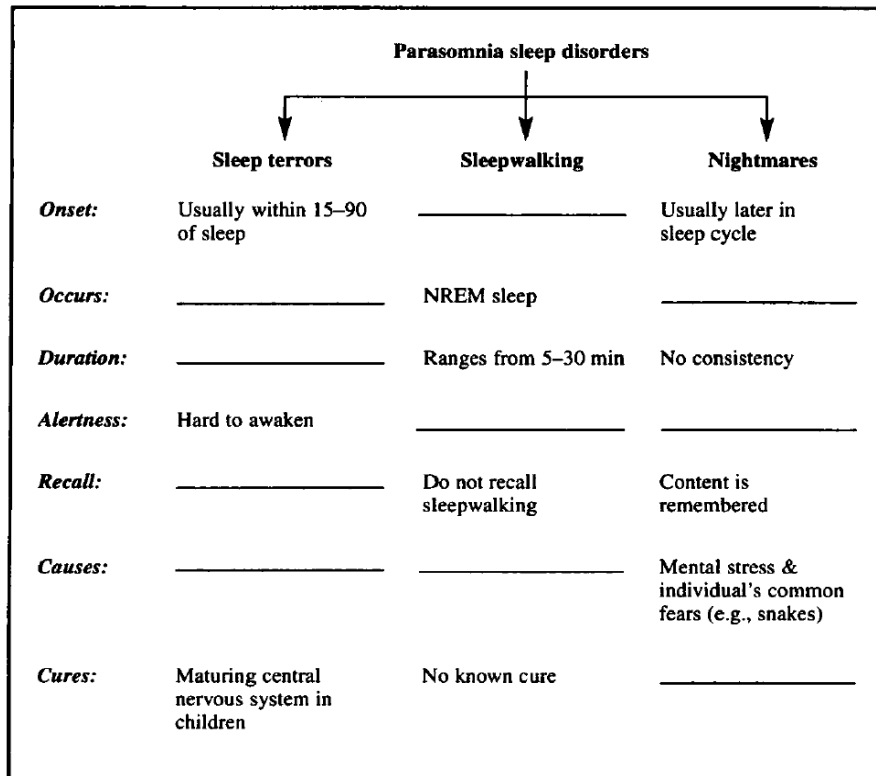 Parasomnia sleep disorders
Sleep terrors Sleepwalking Nightmares
Onset: Usually within 15–90 of sleep Usually later in sleep cycle
Occurs: NREM sleep
Duration: Ranges from 5–30 min No consistency
Alertness: Hard to awaken
Recall: Do not recall sleepwalking Content is remembered
Causes: Mental stress & individual's common fears (e.g., snakes)
Cures: Maturing central nervous system in children No known cure